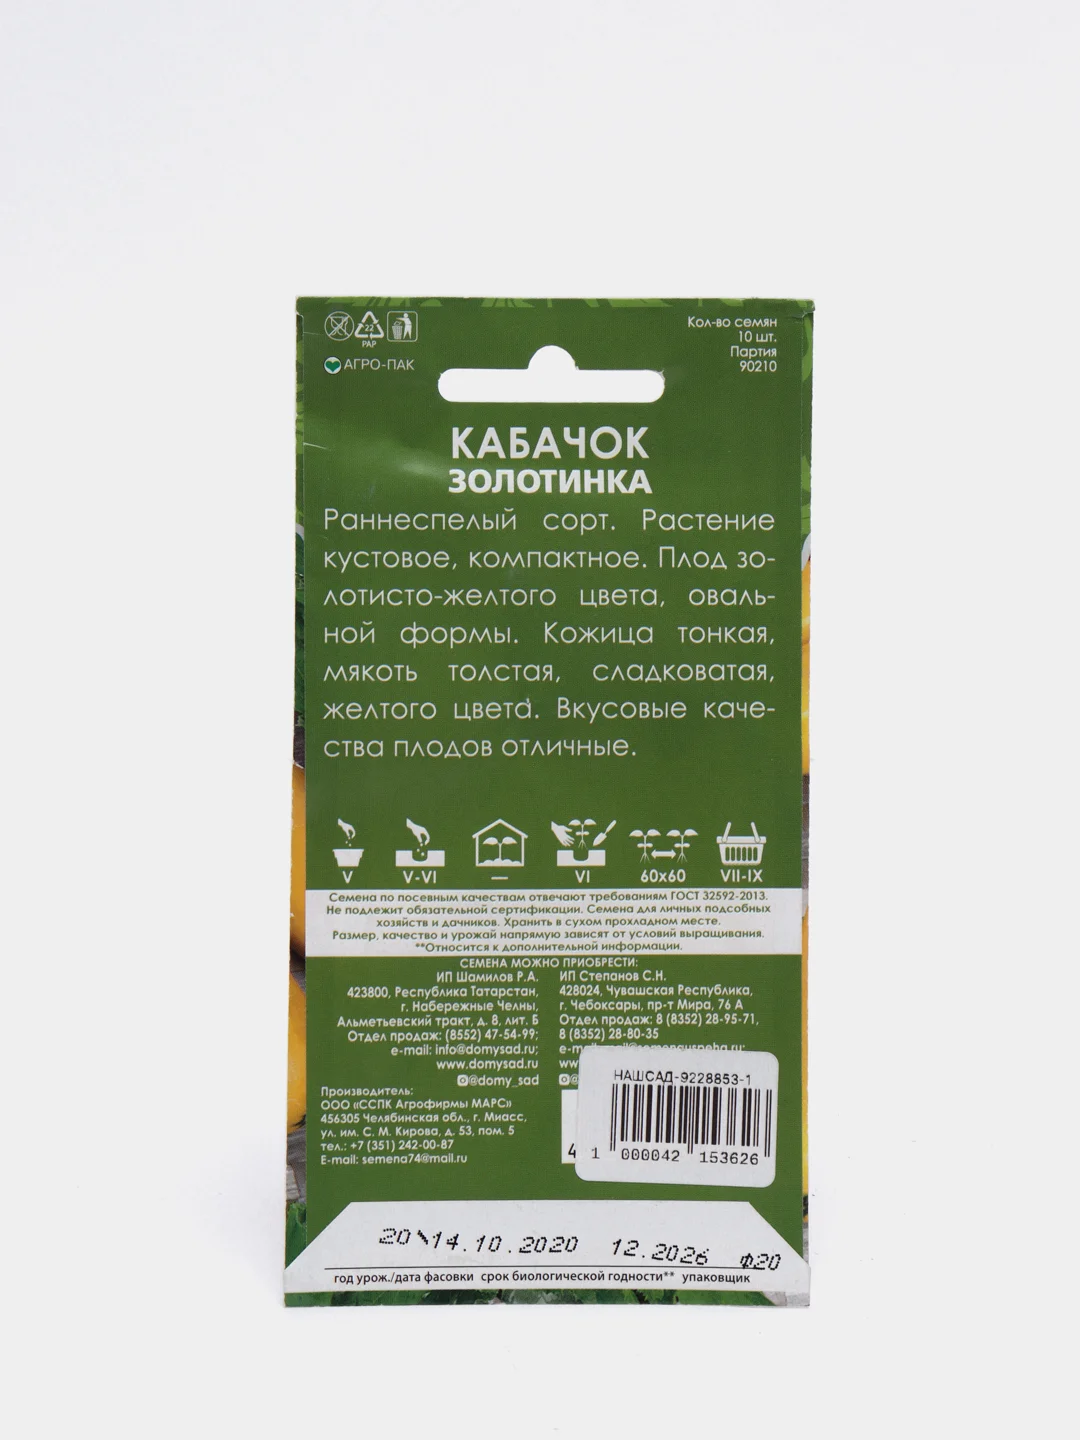 Кол-во семян
10 шт.
Партия
90210
22
PAP
АГРО-ПАК
КАБАЧОК
ЗОЛОТИНКА
Раннеспелый сорт. Растение
кустовое, компактное. Плод зо-
лотисто-желтого цвета, оваль-
ной формы. Кожица тонкая,
мякоть толстая, сладковатая,
желтого цвета. Вкусовые каче-
ства плодов отличные.
V V-VI — VI 60x60 VII-IX
Семена по посевным качествам отвечают требованиям ГОСТ 32592-2013.
Не подлежит обязательной сертификации. Семена для личных подсобных
хозяйств и дачников. Хранить в сухом прохладном месте.
Размер, качество и урожай напрямую зависят от условий выращивания.
**Относится к дополнительной информации.
СЕМЕНА МОЖНО ПРИОБРЕСТИ:
ИП Шамилов Р.А.
423800, Республика Татарстан,
г. Набережные Челны,
Альметьевский тракт, д. 8, лит. Б
Отдел продаж: (8552) 47-54-99;
e-mail: info@domysad.ru;
www.domysad.ru
@domy_sad
ИП Степанов С.Н.
428024, Чувашская Республика,
г. Чебоксары, пр-т Мира, 76 А
Отдел продаж: 8 (8352) 28-95-71,
8 (8352) 28-80-35
Производитель:
ООО «ССПК Агрофирмы МАРС»
456305 Челябинская обл., г. Миасс,
ул. им. С. М. Кирова, д. 53, пом. 5
тел.: +7 (351) 242-00-87
E-mail: semena74@mail.ru
НАШСАД-9228853-1
4
1 000042 153626
20\14.10.2020 12.2026 Ф20
год урож./дата фасовки срок биологической годности** упаковщик